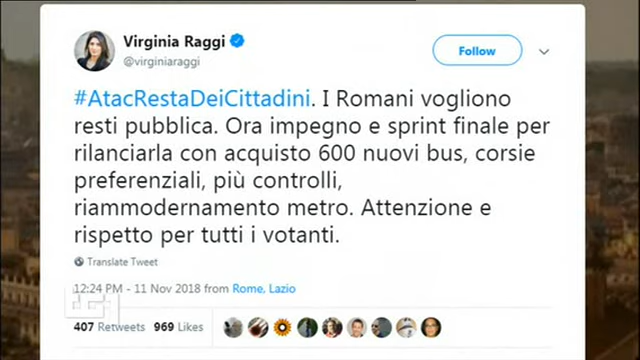 Virginia Raggi
@virginiaraggi
Follow
#AtacRestaDeiCittadini. I Romani vogliono
resti pubblica. Ora impegno e sprint finale per
rilanciarla con acquisto 600 nuovi bus, corsie
preferenziali, più controlli,
riammodernamento metro. Attenzione e
rispetto per tutti i votanti.
Translate Tweet
12:24 PM - 11 Nov 2018 from Rome, Lazio
407 Retweets 969 Likes